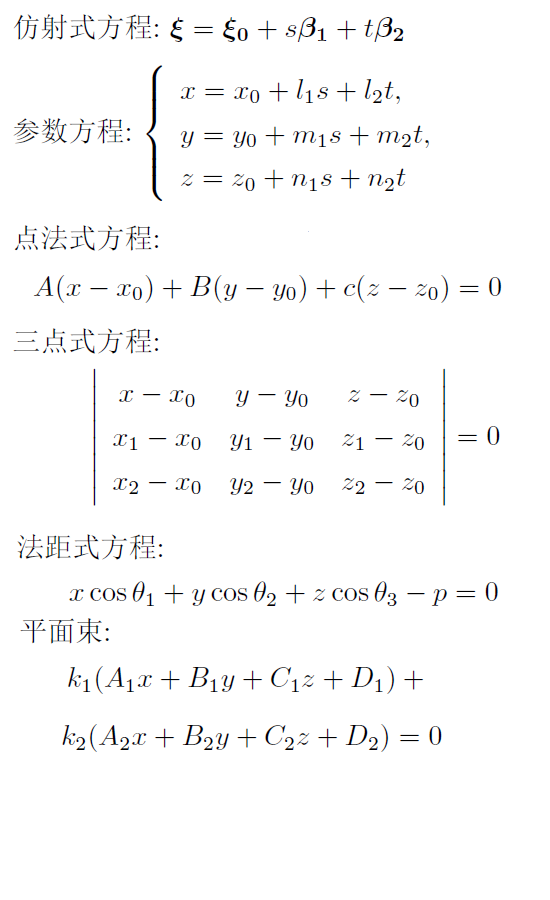 仿射式方程: ξ = ξ₀ + sβ₁ + tβ₂
参数方程: { x = x₀ + l₁s + l₂t,
y = y₀ + m₁s + m₂t,
z = z₀ + n₁s + n₂t
点法式方程:
A(x − x₀) + B(y − y₀) + c(z − z₀) = 0
三点式方程:
| x − x₀ y − y₀ z − z₀ |
| x₁ − x₀ y₁ − y₀ z₁ − z₀ | = 0
| x₂ − x₀ y₂ − y₀ z₂ − z₀ |
法距式方程:
x cos θ₁ + y cos θ₂ + z cos θ₃ − p = 0
平面束:
k₁(A₁x + B₁y + C₁z + D₁) +
k₂(A₂x + B₂y + C₂z + D₂) = 0